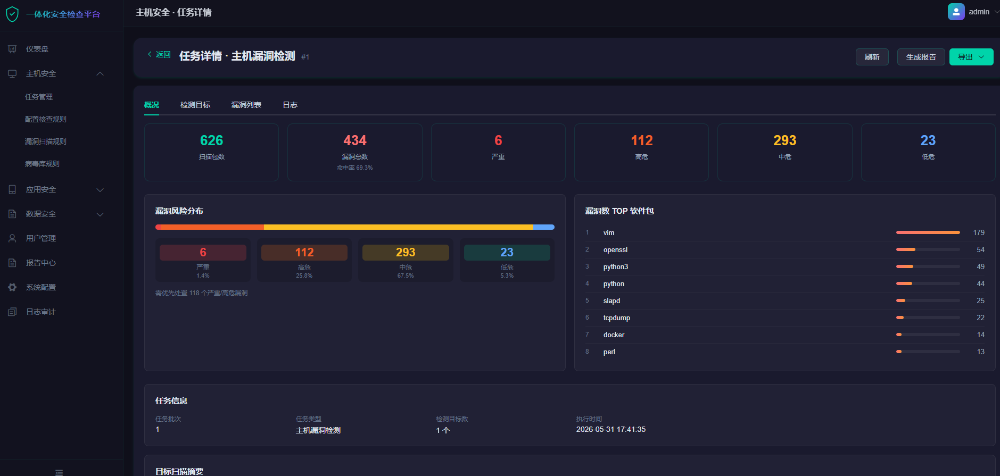 一体化安全检查平台
主机安全 · 任务详情
admin
仪表盘
主机安全
任务管理
配置核查规则
漏洞扫描规则
病毒库规则
应用安全
数据安全
用户管理
报告中心
系统配置
日志审计
返回 任务详情 · 主机漏洞检测 #1
刷新 生成报告 导出
概况 检测目标 漏洞列表 日志
626
扫描包数
434
漏洞总数
命中率 69.3%
6
严重
112
高危
293
中危
23
低危
漏洞风险分布
6
严重
1.4%
112
高危
25.8%
293
中危
67.5%
23
低危
5.3%
需优先处置 118 个严重/高危漏洞
漏洞数 TOP 软件包
1 vim 179
2 openssl 54
3 python3 49
4 python 44
5 slapd 25
6 tcpdump 22
7 docker 14
8 perl 13
任务信息
任务批次
1
任务类型
主机漏洞检测
检测目标数
1 个
执行时间
2026-05-31 17:41:35
目标扫描摘要